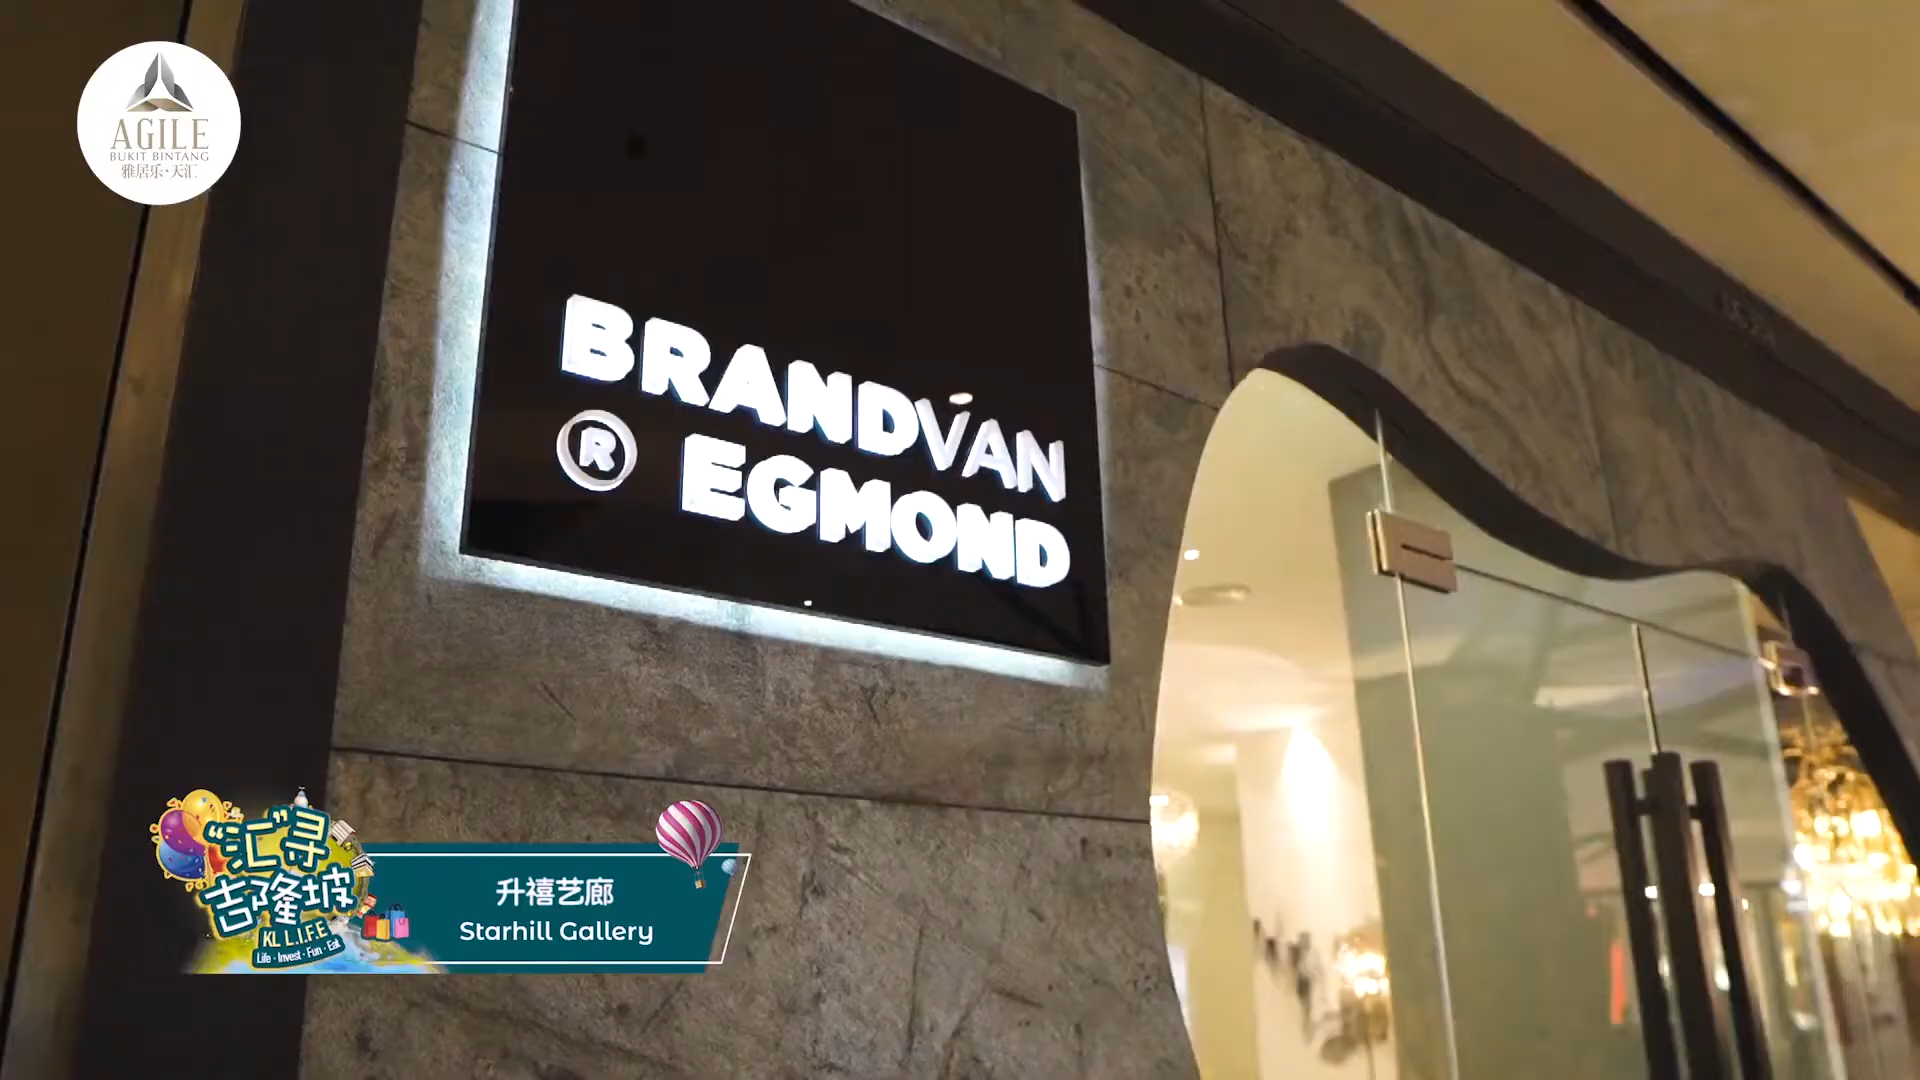 AGILE
BUKIT BINTANG
雅居乐·天汇
BRANDVAN
® EGMOND
“汇”寻
吉隆坡
KL L.I.F.E
Life · Invest · Fun · Eat
升禧艺廊
Starhill Gallery